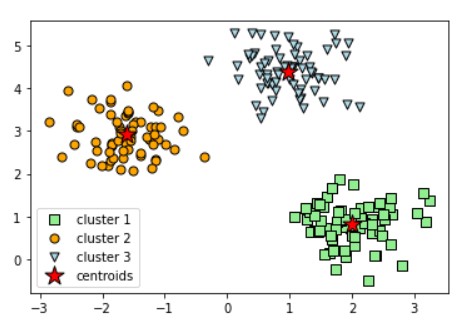 5
4
3
2
1
0
cluster 1
cluster 2
cluster 3
centroids
−3 −2 −1 0 1 2 3